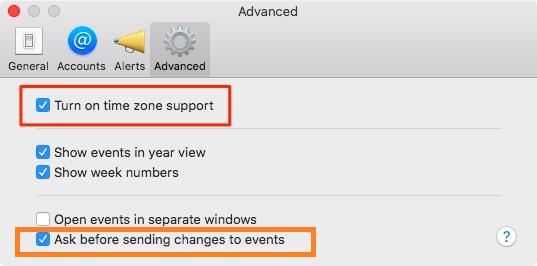 Advanced
General Accounts Alerts Advanced
Turn on time zone support
Show events in year view
Show week numbers
Open events in separate windows
Ask before sending changes to events
?